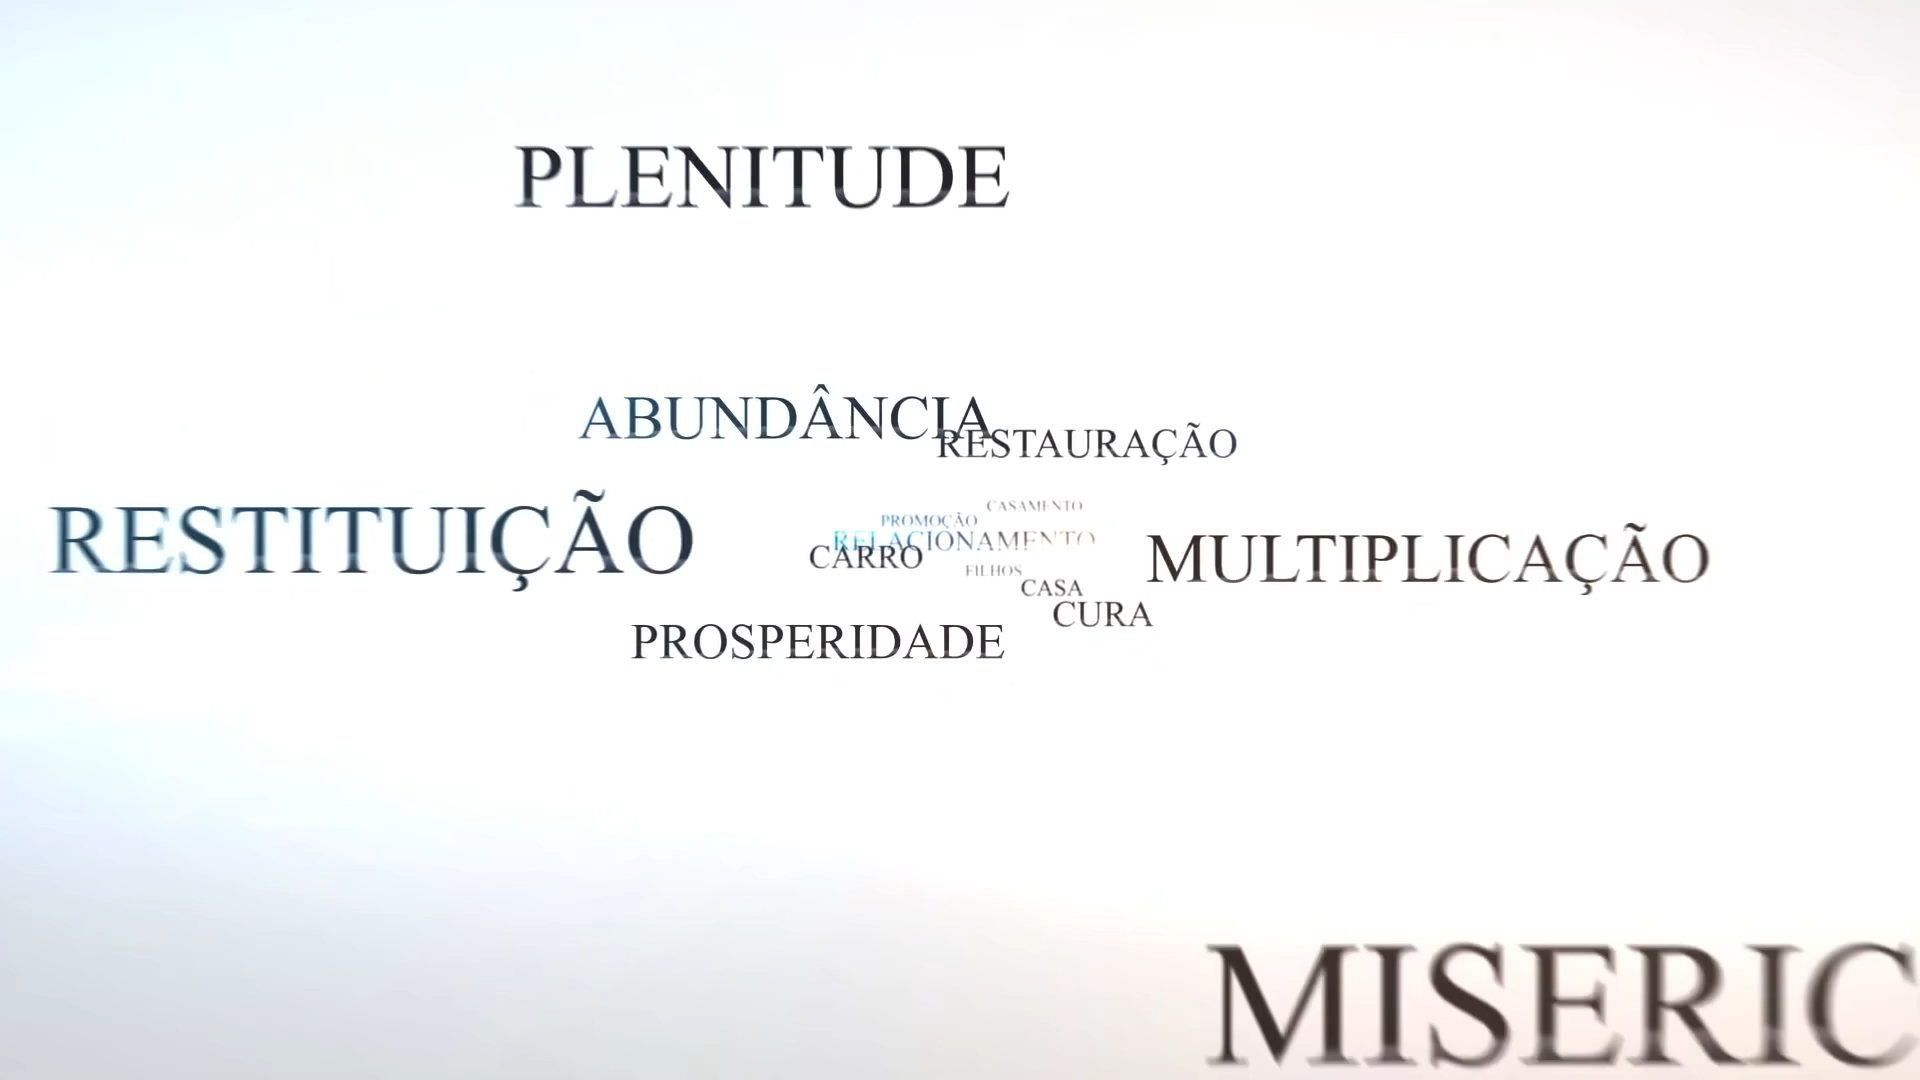 PLENITUDE
ABUNDÂNCIA
RESTAURAÇÃO
CASAMENTO
PROMOÇÃO
RESTITUIÇÃO
RELACIONAMENTO
CARRO
MULTIPLICAÇÃO
FILHOS
CASA
CURA
PROSPERIDADE
MISERIC